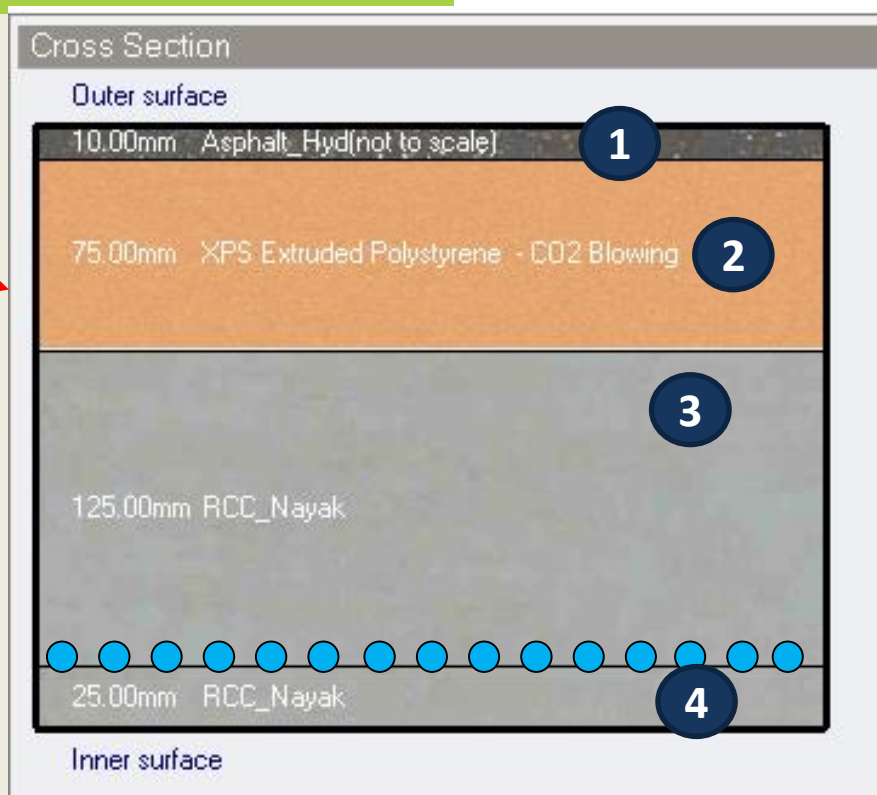 Cross Section
Outer surface
10.00mm Asphalt_Hyd(not to scale)
1
75.00mm XPS Extruded Polystyrene - CO2 Blowing
2
3
125.00mm RCC_Nayak
25.00mm RCC_Nayak
4
Inner surface